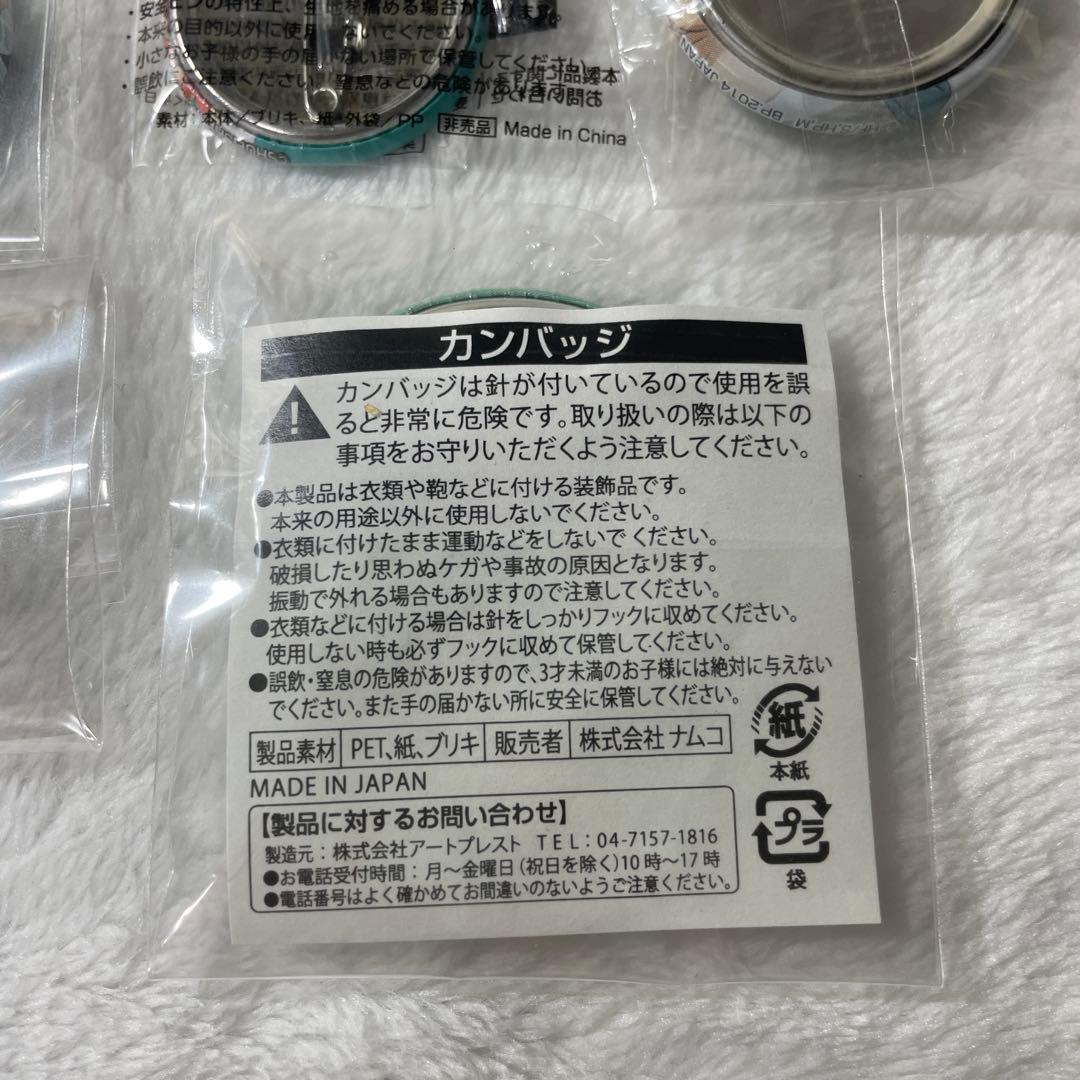 ・本来の目的以外に使用しないでください。
素材：本体／ブリキ、紙 外袋／PP 非売品 Made in China
BP.2014 JAPAN
カンバッジ
カンバッジは針が付いているので使用を誤
ると非常に危険です。取り扱いの際は以下の
事項をお守りいただくよう注意してください。
●本製品は衣類や鞄などに付ける装飾品です。
本来の用途以外に使用しないでください。
●衣類に付けたまま運動などをしないでください。
破損したり思わぬケガや事故の原因となります。
振動で外れる場合もありますので注意してください。
●衣類などに付ける場合は針をしっかりフックに収めてください。
使用しない時も必ずフックに収めて保管してください。
●誤飲・窒息の危険がありますので、3才未満のお子様には絶対に与えない
でください。また手の届かない所に安全に保管してください。
製品素材 PET、紙、ブリキ 販売者 株式会社ナムコ
MADE IN JAPAN
紙
本紙
【製品に対するお問い合わせ】
製造元：株式会社アートプレスト TEL：04-7157-1816
●お電話受付時間：月～金曜日（祝日を除く）10時～17時
●電話番号はよく確かめてお間違いのないようご注意ください。
プラ
袋